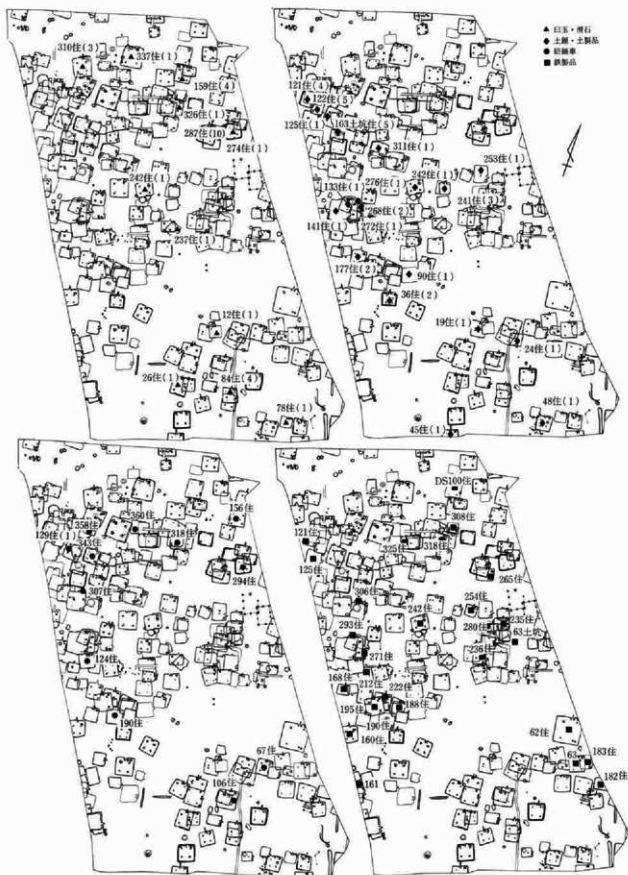 臼玉・滑石
土錘・土製品
紡錘車
鉄製品
310住(3)
337住(1)
159住(4)
326住(1)
287住(10)
274住(1)
242住(1)
237住(1)
12住(1)
26住(1)
84住(4)
78住(1)
121住(4)
122住(5)
125住(1)
103土坑住(5)
311住(1)
253住(1)
276住(1)
242住(1)
133住(1)
241住(3)
268住(2)
141住(1)
272住(1)
177住(2)
90住(1)
36住(2)
19住(1)
24住(1)
48住(1)
45住(1)
156住
360住
358住
129住(1)
343住
318住
294住
307住
124住
190住
67住
106住
DS100住
308住
121住
325住
318住
125住
265住
306住
254住
242住
235住
293住
280住
63土坑
271住
236住
168住
212住
222住
195住
188住
190住
160住
62住
63
183住
161
182住